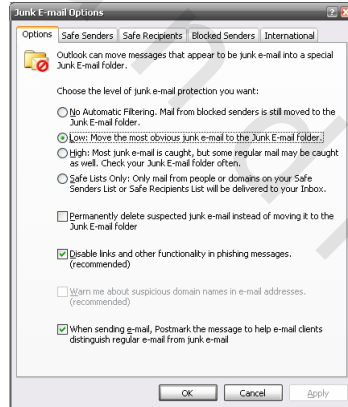 Junk E-mail Options
Options
Safe Senders
Safe Recipients
Blocked Senders
International
Outlook can move messages that appear to be junk e-mail into a special
Junk E-mail folder.
Choose the level of junk e-mail protection you want:
No Automatic Filtering. Mail from blocked senders is still moved to the
Junk E-mail folder.
Low: Move the most obvious junk e-mail to the Junk E-mail folder.
High: Most junk e-mail is caught, but some regular mail may be caught
as well. Check your Junk E-mail folder often.
Safe Lists Only: Only mail from people or domains on your Safe
Senders List or Safe Recipients List will be delivered to your Inbox.
Permanently delete suspected junk e-mail instead of moving it to the
Junk E-mail folder
Disable links and other functionality in phishing messages.
(recommended)
Warn me about suspicious domain names in e-mail addresses.
(recommended)
When sending e-mail, Postmark the message to help e-mail clients
distinguish regular e-mail from junk e-mail
OK
Cancel
Apply